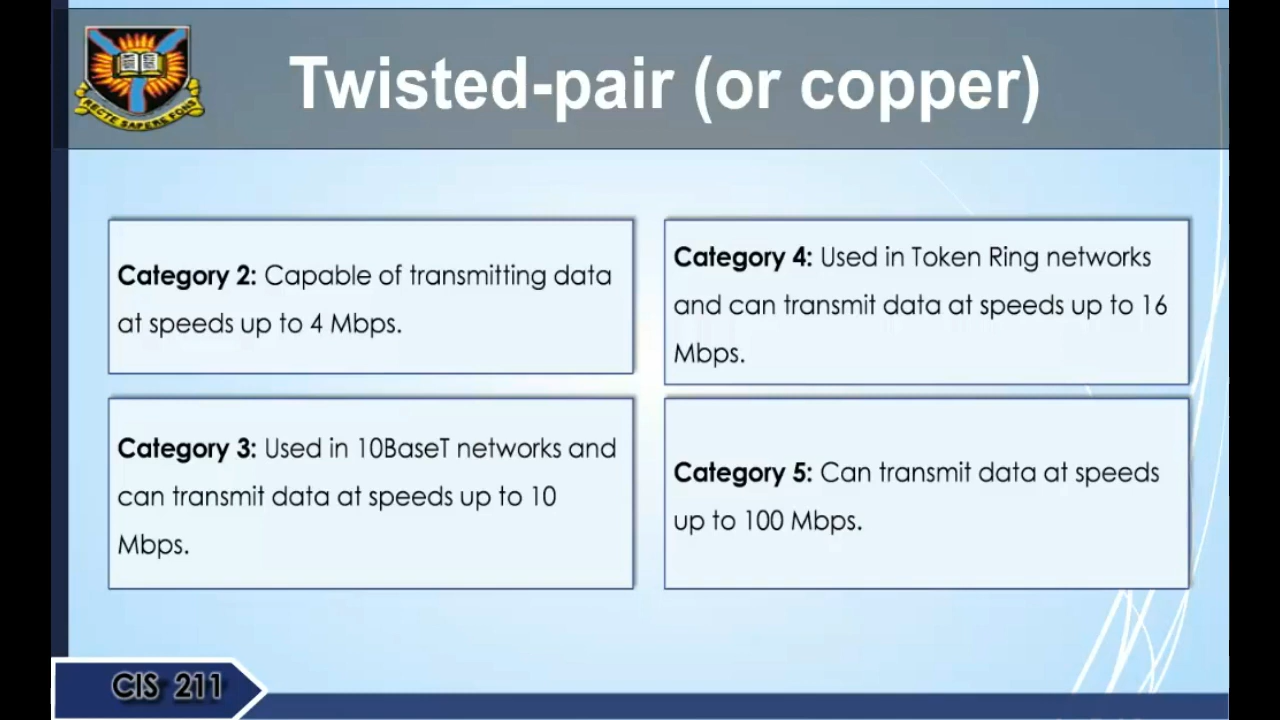 Twisted-pair (or copper)
RECTE SAPERE FONS
Category 2: Capable of transmitting data
at speeds up to 4 Mbps.
Category 3: Used in 10BaseT networks and
can transmit data at speeds up to 10
Mbps.
Category 4: Used in Token Ring networks
and can transmit data at speeds up to 16
Mbps.
Category 5: Can transmit data at speeds
up to 100 Mbps.
CIS 211